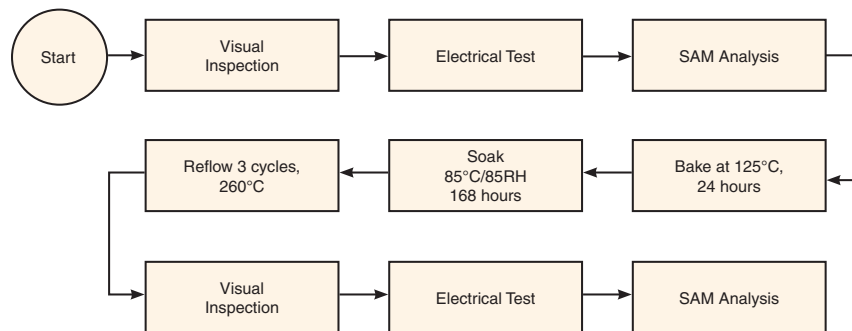 Start
Visual
Inspection
Electrical Test
SAM Analysis
Reflow 3 cycles,
260°C
Soak
85°C/85RH
168 hours
Bake at 125°C,
24 hours
Visual
Inspection
Electrical Test
SAM Analysis